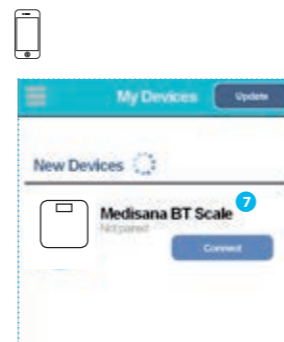 My Devices Update
New Devices
Medisana BT Scale 7
Not paired
Connect